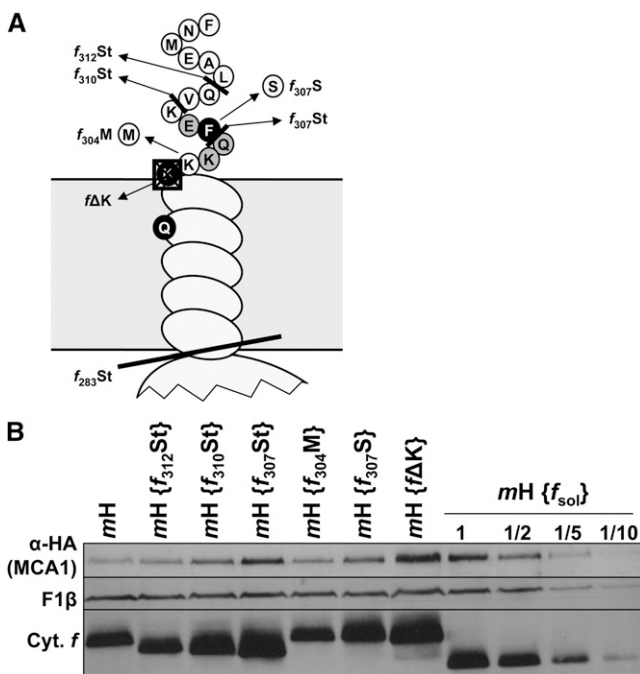 A
F
N
M
f312St
E
A
L
f310St
V
Q
S f307S
K
E
F
f307St
f304M M
Q
K
K
K
fΔK
Q
f283St
B
mH
mH {f312St}
mH {f310St}
mH {f307St}
mH {f304M}
mH {f307S}
mH {fΔK}
mH {fsol}
1 1/2 1/5 1/10
α-HA
(MCA1)
F1β
Cyt. f